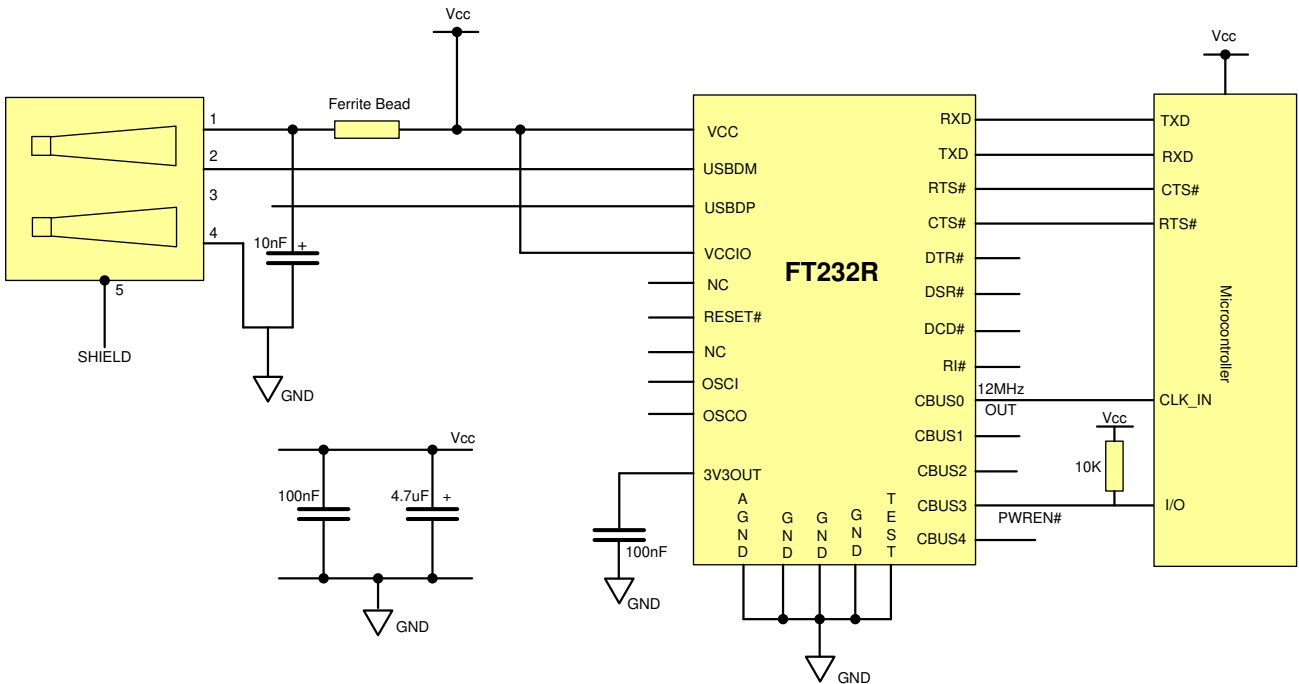 Vcc
Vcc
Ferrite Bead
1
2
3
4
5
SHIELD
10nF +
GND
Vcc
100nF
4.7uF +
GND
FT232R
VCC
USBDM
USBDP
VCCIO
NC
RESET#
NC
OSCI
OSCO
3V3OUT
100nF
GND
AGND
GND
GND
GND
TEST
GND
RXD
TXD
RTS#
CTS#
DTR#
DSR#
DCD#
RI#
CBUS0
CBUS1
CBUS2
CBUS3
CBUS4
12MHz
OUT
Vcc
10K
PWREN#
TXD
RXD
CTS#
RTS#
Microcontroller
CLK_IN
I/O